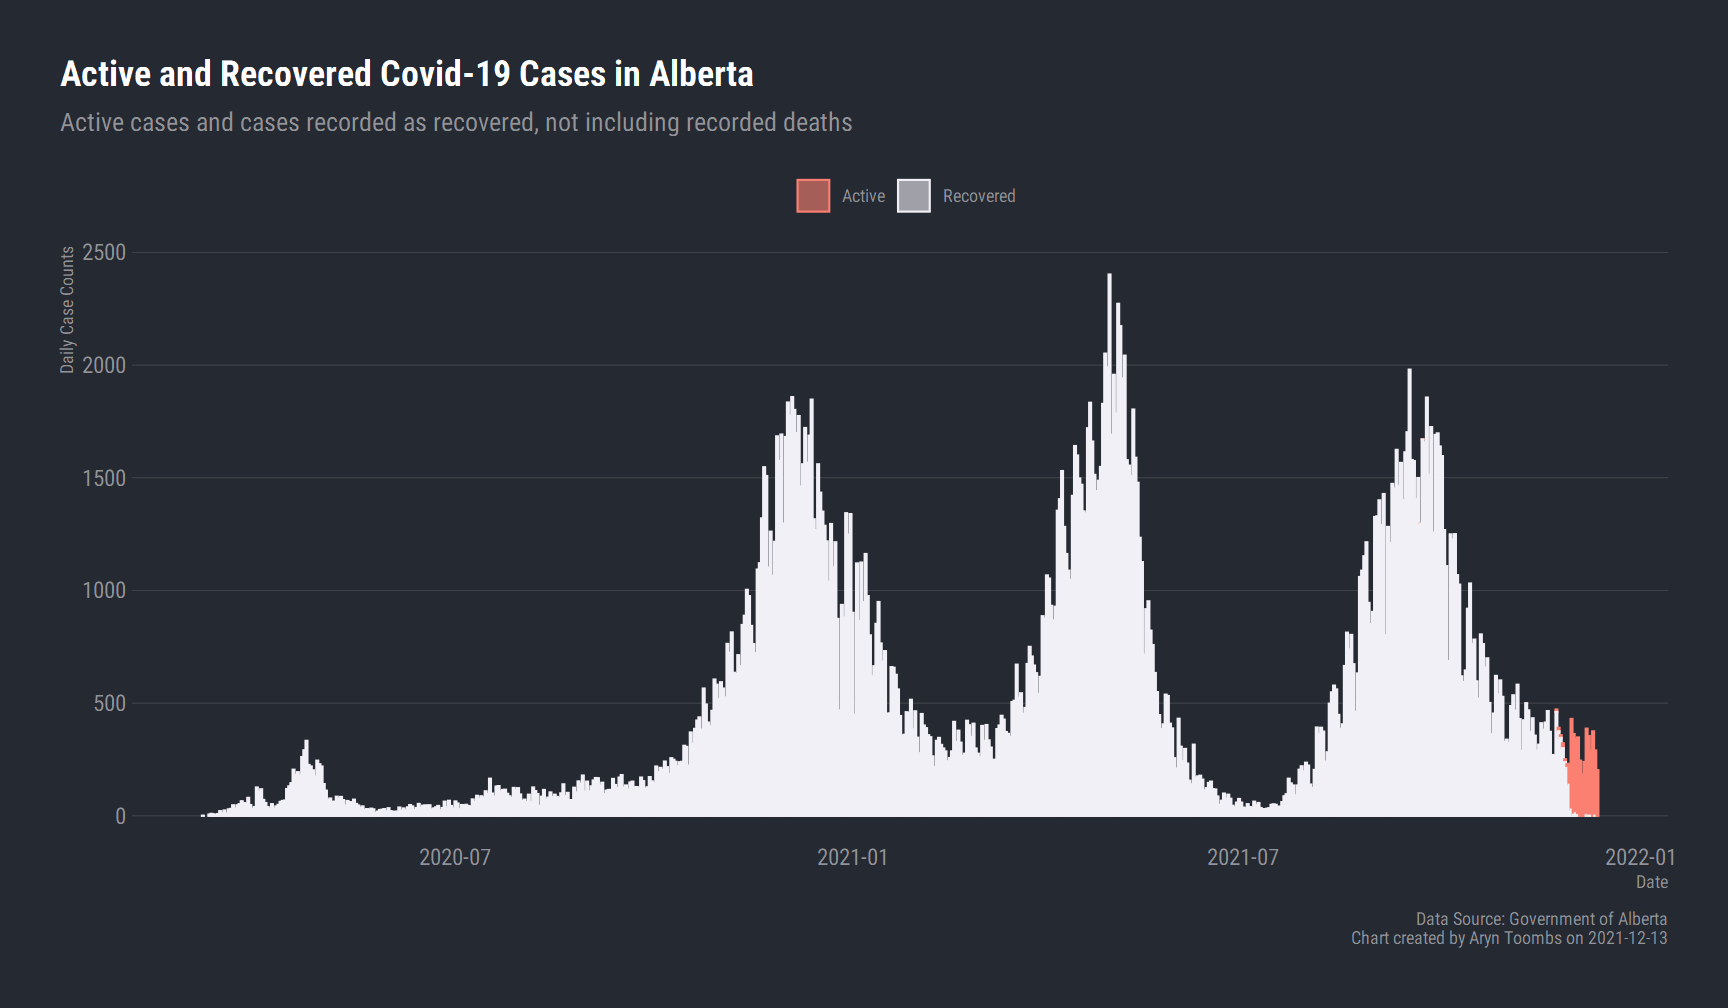 Active and Recovered Covid-19 Cases in Alberta
Active cases and cases recorded as recovered, not including recorded deaths
Active Recovered
Daily Case Counts
2500
2000
1500
1000
500
0
2020-07 2021-01 2021-07 2022-01
Date
Data Source: Government of Alberta
Chart created by Aryn Toombs on 2021-12-13